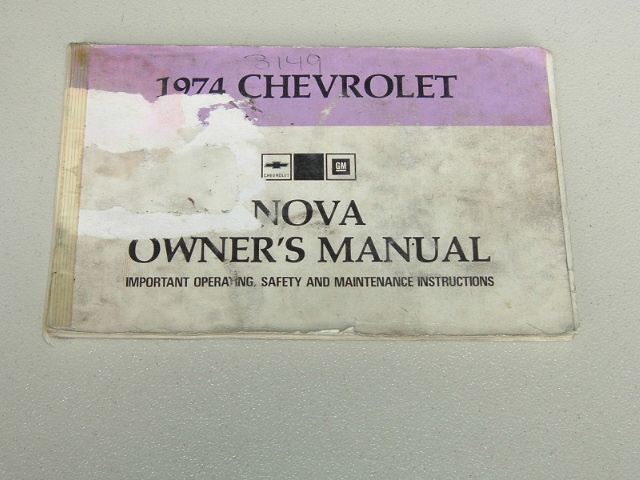 3149
1974 CHEVROLET
CHEVROLET GM
NOVA
OWNER'S MANUAL
IMPORTANT OPERATING, SAFETY AND MAINTENANCE INSTRUCTIONS